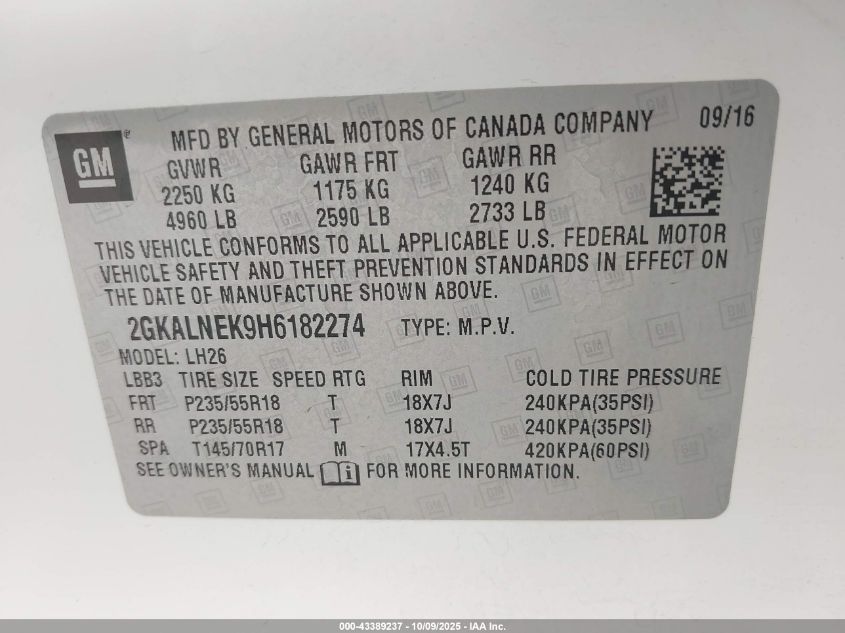 GM
MFD BY GENERAL MOTORS OF CANADA COMPANY 09/16
GVWR GAWR FRT GAWR RR
2250 KG 1175 KG 1240 KG
4960 LB 2590 LB 2733 LB
THIS VEHICLE CONFORMS TO ALL APPLICABLE U.S. FEDERAL MOTOR
VEHICLE SAFETY AND THEFT PREVENTION STANDARDS IN EFFECT ON
THE DATE OF MANUFACTURE SHOWN ABOVE.
2GKALNEK9H6182274 TYPE: M.P.V.
MODEL: LH26
LBB3 TIRE SIZE SPEED RTG RIM COLD TIRE PRESSURE
FRT P235/55R18 T 18X7J 240KPA(35PSI)
RR P235/55R18 T 18X7J 240KPA(35PSI)
SPA T145/70R17 M 17X4.5T 420KPA(60PSI)
SEE OWNER'S MANUAL FOR MORE INFORMATION.
000-43389237 - 10/09/2025 - IAA Inc.